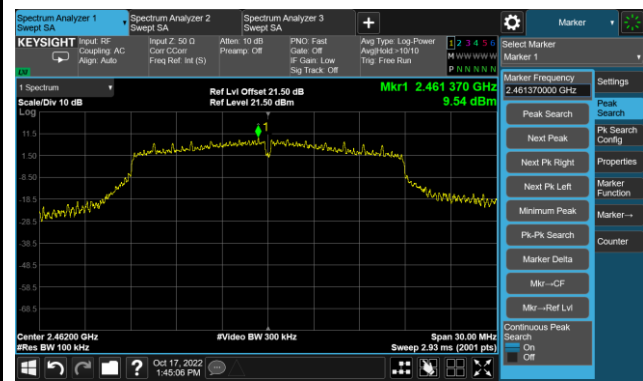 Spectrum Analyzer 1
Swept SA
Spectrum Analyzer 2
Swept SA
Spectrum Analyzer 3
Swept SA
+
Marker
KEYSIGHT
Input: RF
Coupling: AC
Align: Auto
Input Z: 50 Ω
Corr CCorr
Freq Ref: Int (S)
Atten: 10 dB
Preamp: Off
PNO: Fast
Gate: Off
IF Gain: Low
Sig Track: Off
Avg Type: Log-Power
Avg|Hold:>10/10
Trig: Free Run
1 2 3 4 5 6
M W W W W W
P N N N N N
LXI
Select Marker
Marker 1
1 Spectrum
Scale/Div 10 dB
Log
Ref Lvl Offset 21.50 dB
Ref Level 21.50 dBm
Mkr1 2.461 370 GHz
9.54 dBm
1
11.5
1.50
-8.50
-18.5
-28.5
-38.5
-48.5
-58.5
-68.5
Center 2.46200 GHz
#Res BW 100 kHz
#Video BW 300 kHz
Span 30.00 MHz
Sweep 2.93 ms (2001 pts)
Marker Frequency
2.461370000 GHz
Peak Search
Next Peak
Next Pk Right
Next Pk Left
Minimum Peak
Pk-Pk Search
Marker Delta
Mkr→CF
Mkr→Ref Lvl
Continuous Peak
Search
On
Off
Settings
Peak
Search
Pk Search
Config
Properties
Marker
Function
Marker→
Counter
?
Oct 17, 2022
1:45:06 PM